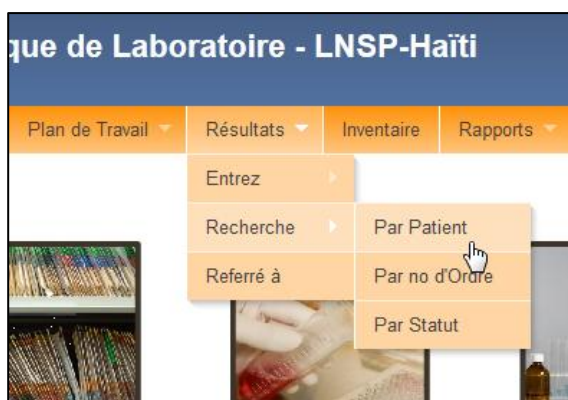 que de Laboratoire - LNSP-Haïti
Plan de Travail Résultats Inventaire Rapports
Entrez
Recherche Par Patient
Referré à Par no d'Ordre
Par Statut